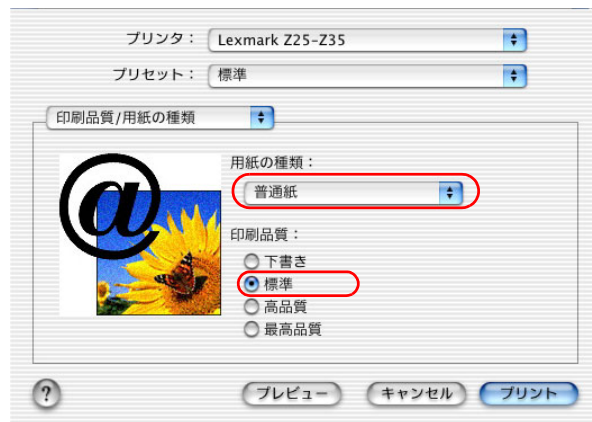 プリンタ： Lexmark Z25-Z35
プリセット： 標準
印刷品質/用紙の種類
用紙の種類：
普通紙
印刷品質：
下書き
標準
高品質
最高品質
? プレビュー キャンセル プリント